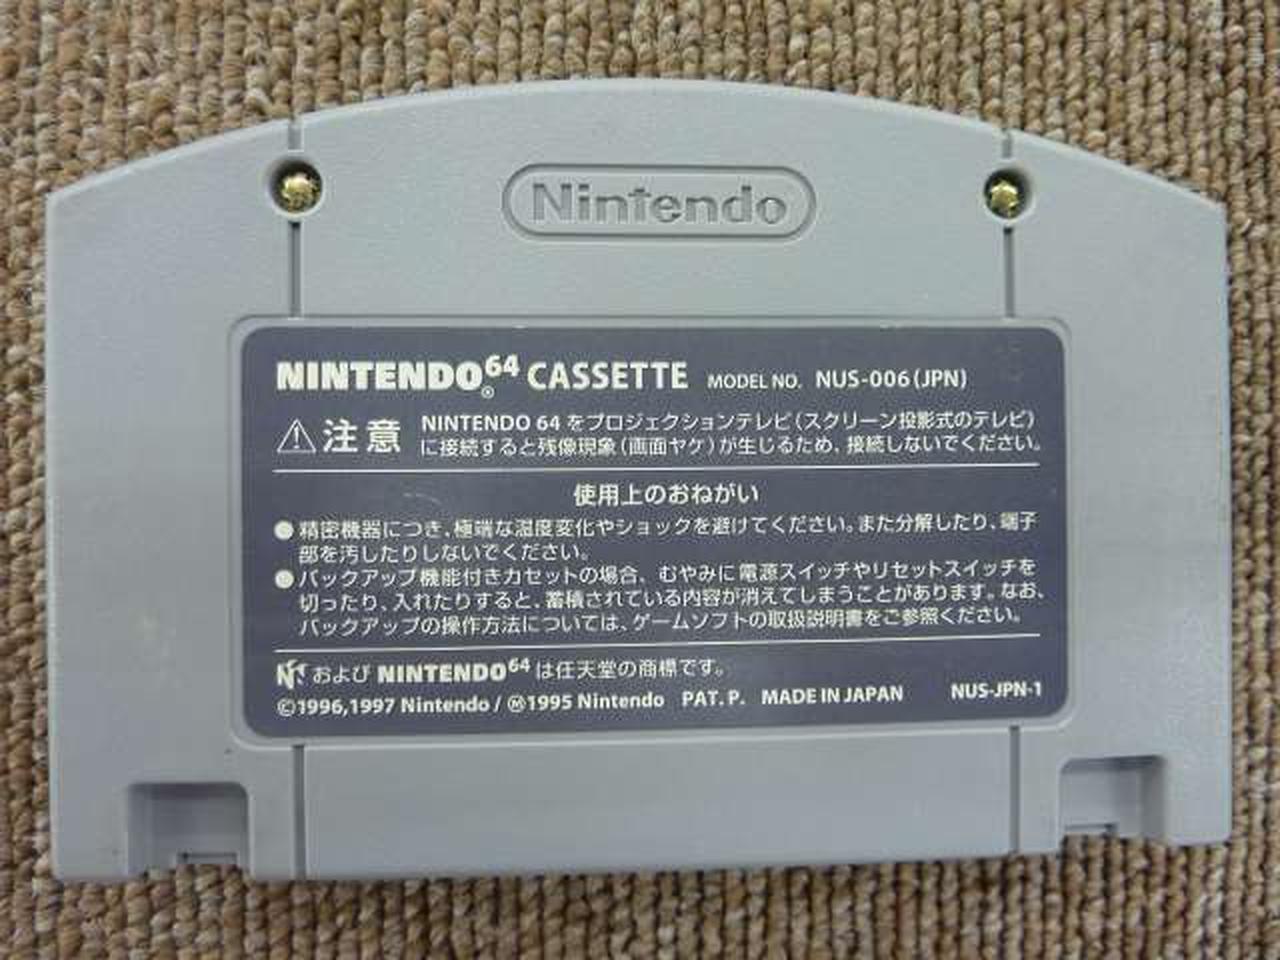 Nintendo
NINTENDO64® CASSETTE MODEL NO. NUS-006(JPN)
⚠注意 NINTENDO 64 をプロジェクションテレビ(スクリーン投影式のテレビ)
に接続すると残像現象(画面ヤケ)が生じるため、接続しないでください。
使用上のおねがい
●精密機器につき、極端な温度変化やショックを避けてください。また分解したり、端子
部を汚したりしないでください。
●バックアップ機能付きカセットの場合、むやみに電源スイッチやリセットスイッチを
切ったり、入れたりすると、蓄積されている内容が消えてしまうことがあります。なお、
バックアップの操作方法については、ゲームソフトの取扱説明書をご参照ください。
および NINTENDO64 は任天堂の商標です。
©1996,1997 Nintendo / Ⓜ1995 Nintendo PAT. P. MADE IN JAPAN NUS-JPN-1